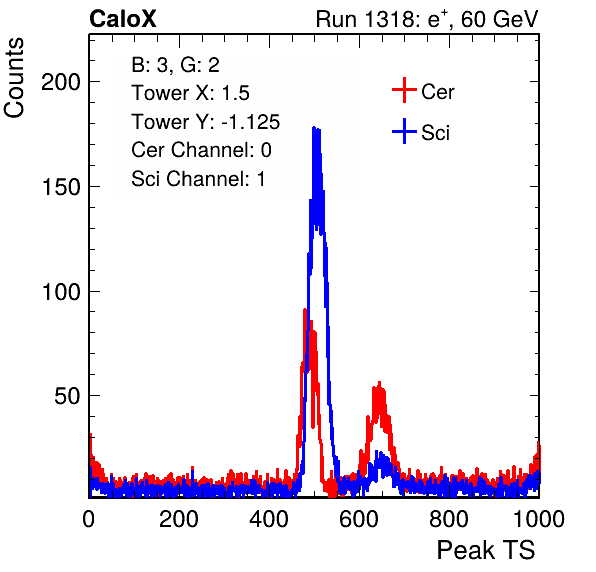 CaloX Run 1318: e+, 60 GeV
Counts
B: 3, G: 2
Tower X: 1.5
Tower Y: -1.125
Cer Channel: 0
Sci Channel: 1
Cer
Sci
200
150
100
50
0 200 400 600 800 1000
Peak TS